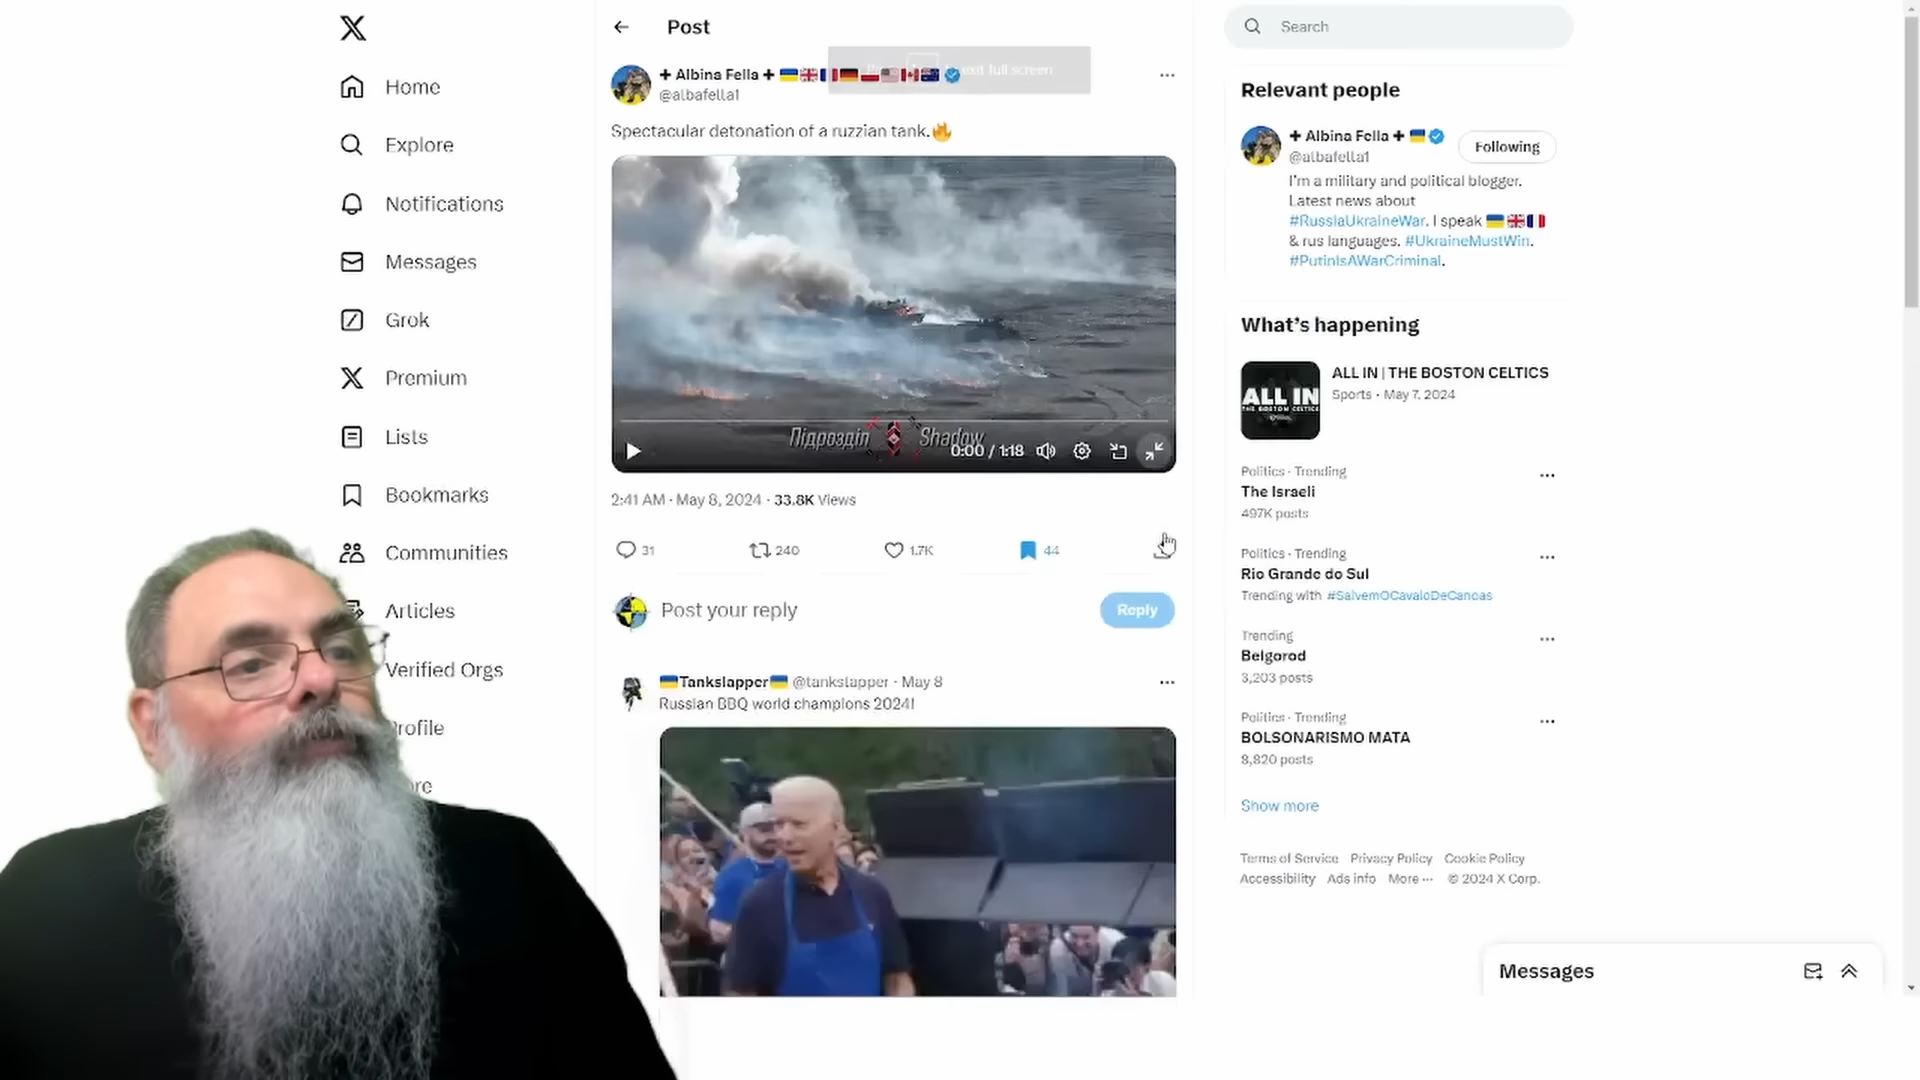 Home
Explore
Notifications
Messages
Grok
Premium
Lists
Bookmarks
Communities
Articles
Verified Orgs
Post
exit full screen
Albina Fella
@albafella1
Spectacular detonation of a ruzzian tank.🔥
Підрозділ Shadow
0:00 / 1:18
2:41 AM · May 8, 2024 · 33.8K Views
31 240 1.7K 44
Post your reply
Reply
Tankslapper @tankslapper · May 8
Russian BBQ world champions 2024!
Search
Relevant people
Albina Fella
@albafella1
Following
I'm a military and political blogger.
Latest news about
#RussiaUkraineWar. I speak
& rus languages. #UkraineMustWin.
#PutinIsAWarCriminal.
What's happening
ALL IN
THE BOSTON CELTICS
ALL IN | THE BOSTON CELTICS
Sports · May 7, 2024
Politics · Trending
The Israeli
497K posts
Politics · Trending
Rio Grande do Sul
Trending with #SalvemOCavaloDeCanoas
Trending
Belgorod
3,203 posts
Politics · Trending
BOLSONARISMO MATA
8,820 posts
Show more
Terms of Service Privacy Policy Cookie Policy
Accessibility Ads info More ··· © 2024 X Corp.
Messages